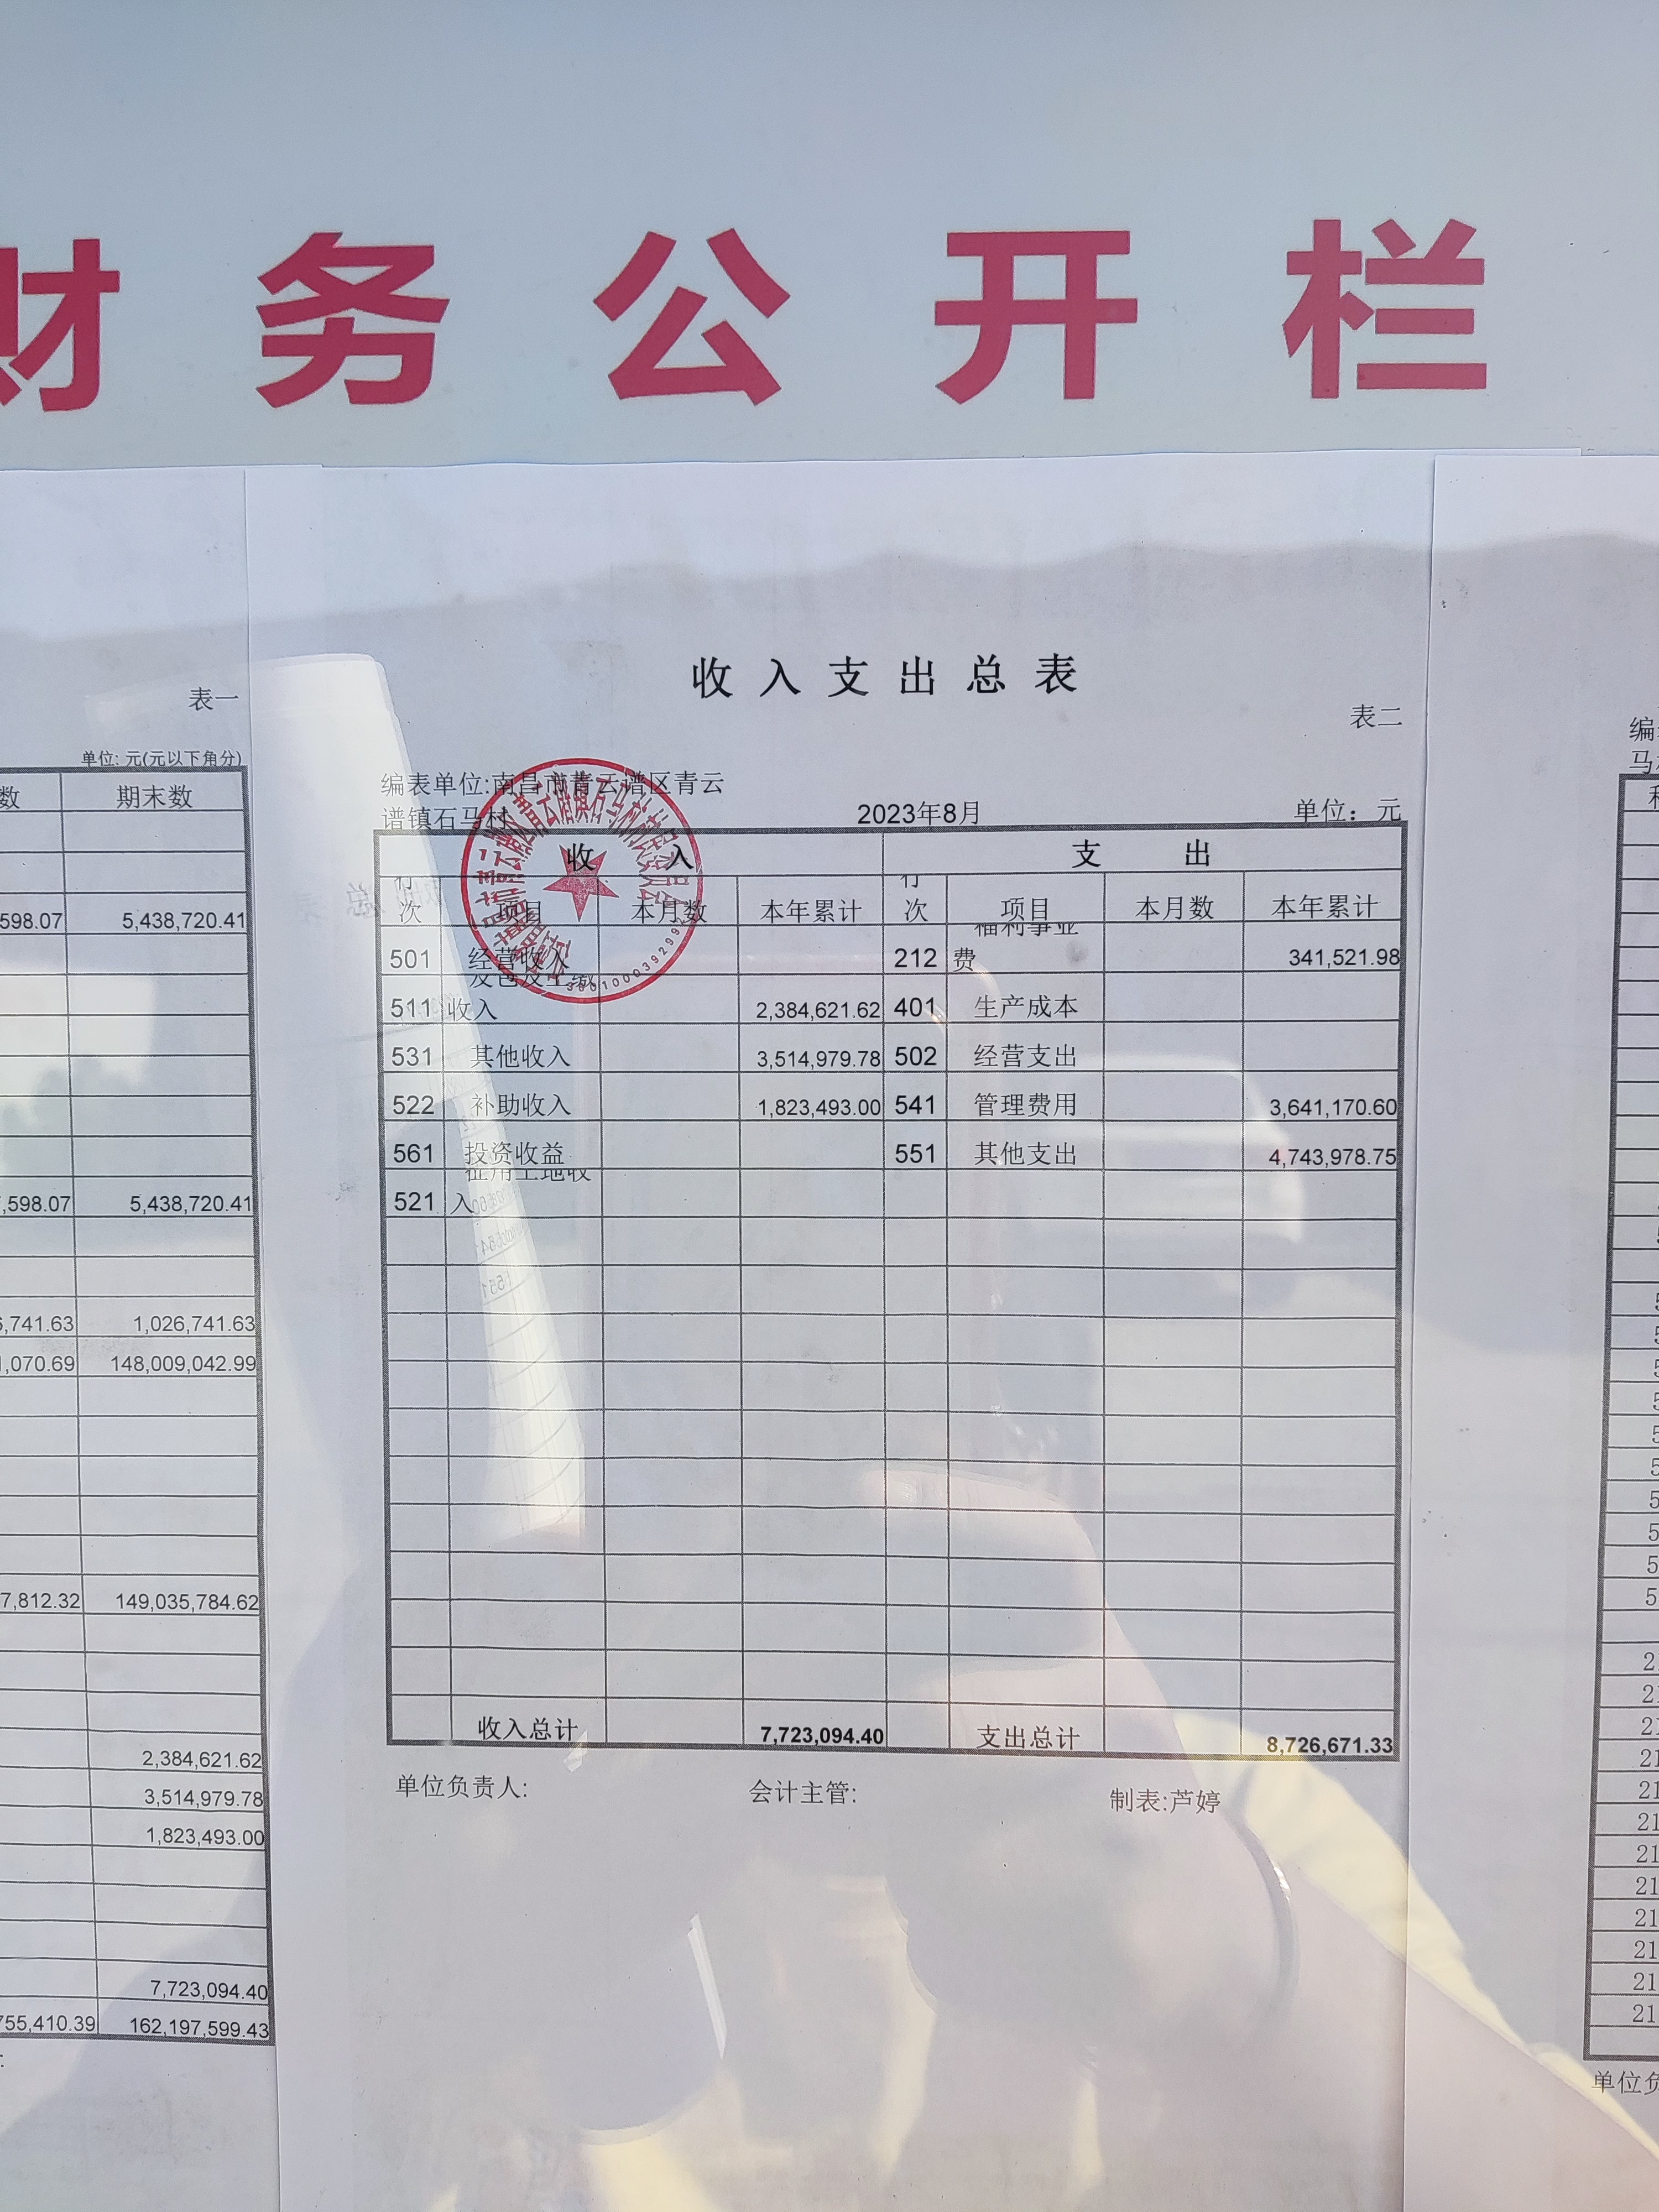 财务公开栏
表一
单位: 元(元以下角分)
数 期末数
598.07 5,438,720.41
,598.07 5,438,720.41
6,741.63 1,026,741.63
1,070.69 148,009,042.99
7,812.32 149,035,784.62
2,384,621.62
3,514,979.78
1,823,493.00
7,723,094.40
755,410.39 162,197,599.43
收入支出总表
表二
编表单位:南昌市青云谱区青云
谱镇石马村 2023年8月 单位：元
收 入 支 出
行次 项目 本月数 本年累计 行次 项目 本月数 本年累计
福利事业
501 经营收入 212 费 341,521.98
发包及上缴
511 收入 2,384,621.62 401 生产成本
531 其他收入 3,514,979.78 502 经营支出
522 补助收入 1,823,493.00 541 管理费用 3,641,170.60
561 投资收益 551 其他支出 4,743,978.75
征用土地收
521 入
收入总计 7,723,094.40 支出总计 8,726,671.33
单位负责人: 会计主管: 制表:芦婷
编
马
单位负